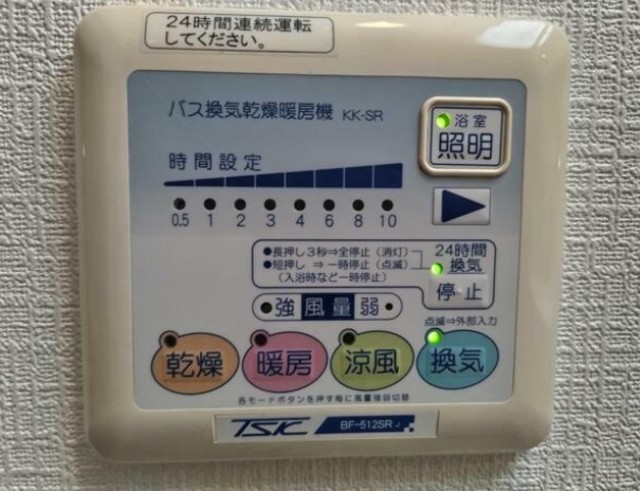 24時間連続運転
してください。
バス換気乾燥暖房機 KK-SR
浴室
照明
時間設定
0.5 1 2 3 4 6 8 10
●長押し3秒⇒全停止（消灯）
●短押し ⇒一時停止（点滅）
（入浴時など一時停止）
24時間
換気
停止
●強 風量 弱●
点滅⇒外部入力
乾燥 暖房 涼風 換気
各モードボタンを押す毎に風量強弱切替
TSK BF-512SRJ